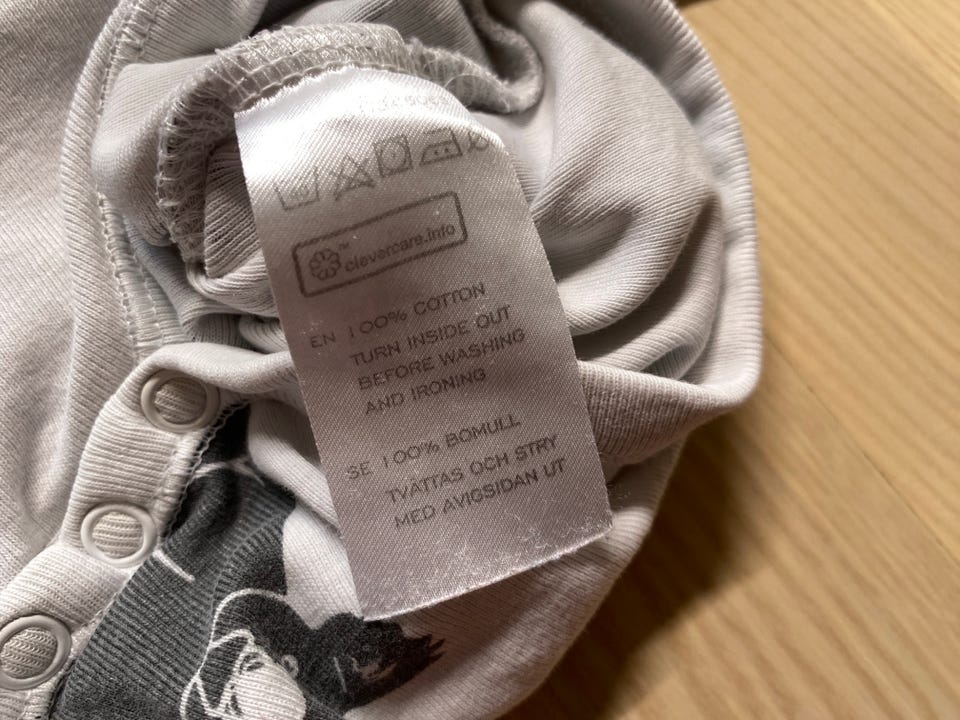 clevercare.info
EN 100% COTTON
TURN INSIDE OUT
BEFORE WASHING
AND IRONING
SE 100% BOMULL
TVÄTTAS OCH STRY
MED AVIGSIDAN UT